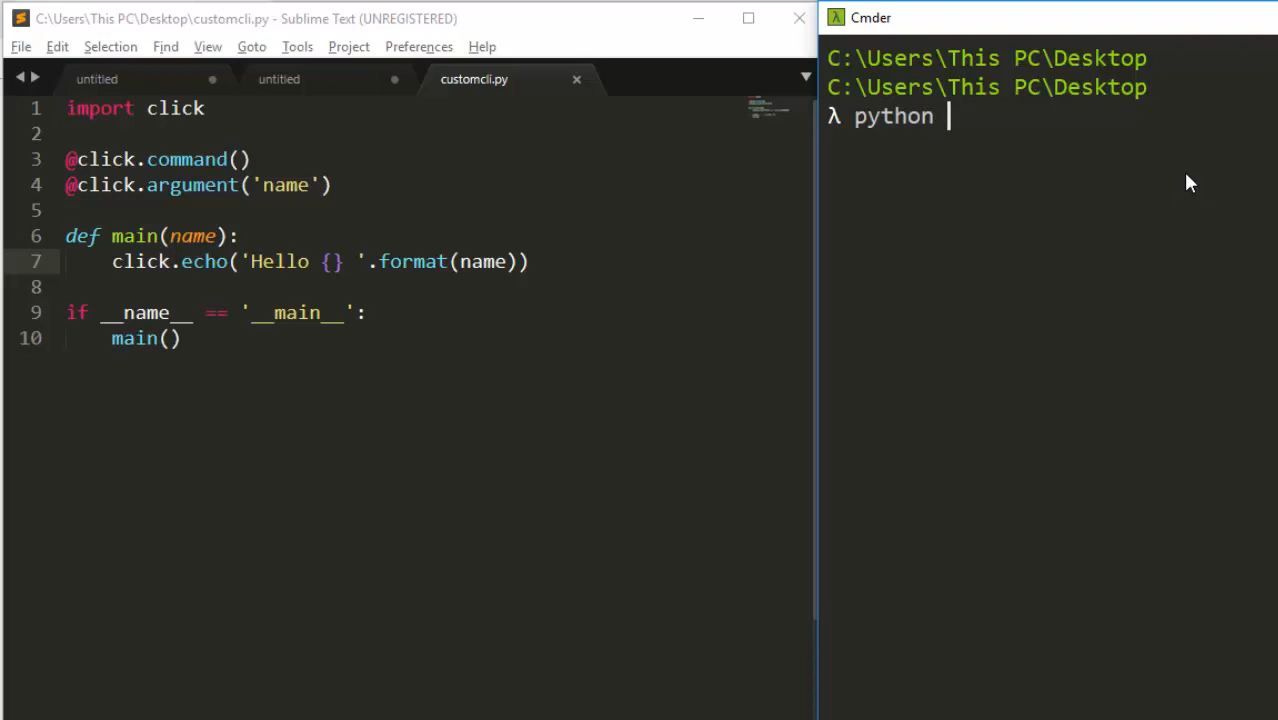 C:\Users\This PC\Desktop\customcli.py - Sublime Text (UNREGISTERED)
File Edit Selection Find View Goto Tools Project Preferences Help
untitled untitled customcli.py
1 import click
2
3 @click.command()
4 @click.argument('name')
5
6 def main(name):
7 click.echo('Hello {} '.format(name))
8
9 if __name__ == '__main__':
10 main()
Cmder
C:\Users\This PC\Desktop
C:\Users\This PC\Desktop
λ python